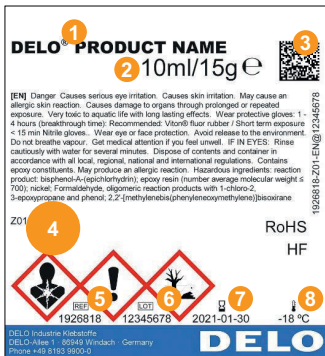 1
DELO® PRODUCT NAME
3
2 10ml/15g ℮
[EN] Danger Causes serious eye irritation. Causes skin irritation. May cause an
allergic skin reaction. Causes damage to organs through prolonged or repeated
exposure. Very toxic to aquatic life with long lasting effects. Wear protective gloves: 1 -
4 hours (breakthrough time): Recommended: Viton® fluor rubber / Short term exposure
< 15 min Nitrile gloves.. Wear eye or face protection. Avoid release to the environment.
Do not breathe vapour. Get medical attention if you feel unwell. IF IN EYES: Rinse
cautiously with water for several minutes. Dispose of contents and container in
accordance with all local, regional, national and international regulations. Contains
epoxy constituents. May produce an allergic reaction. Hazardous ingredients: reaction
product: bisphenol-A-(epichlorhydrin); epoxy resin (number average molecular weight ≤
700); nickel; Formaldehyde, oligomeric reaction products with 1-chloro-2,
3-epoxypropane and phenol; 2,2'-[methylenebis(phenyleneoxymethylene)]bisoxirane
1926818-Z01-EN@12345678
Z01
4
RoHS
HF
REF 5 LOT 6 7 8
1926818 12345678 2021-01-30 -18 ºC
DELO Industrie Klebstoffe
DELO-Allee 1 · 86949 Windach · Germany
Phone +49 8193 9900-0
DELO